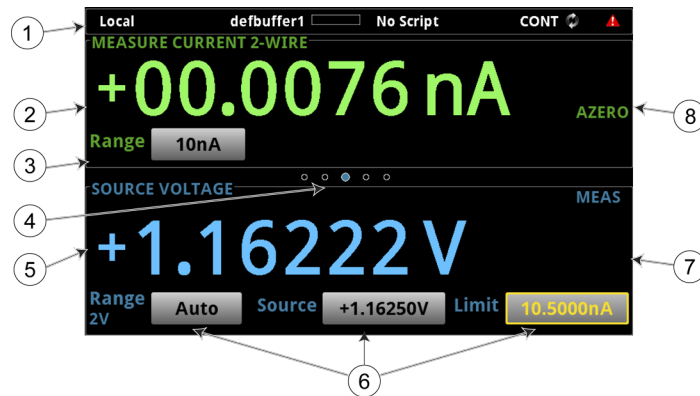 Local defbuffer1 No Script CONT
MEASURE CURRENT 2-WIRE
+00.0076 nA
AZERO
Range 10nA
SOURCE VOLTAGE
MEAS
+1.16222 V
Range 2V Auto Source +1.16250V Limit 10.5000nA
1
2
3
4
5
6
7
8